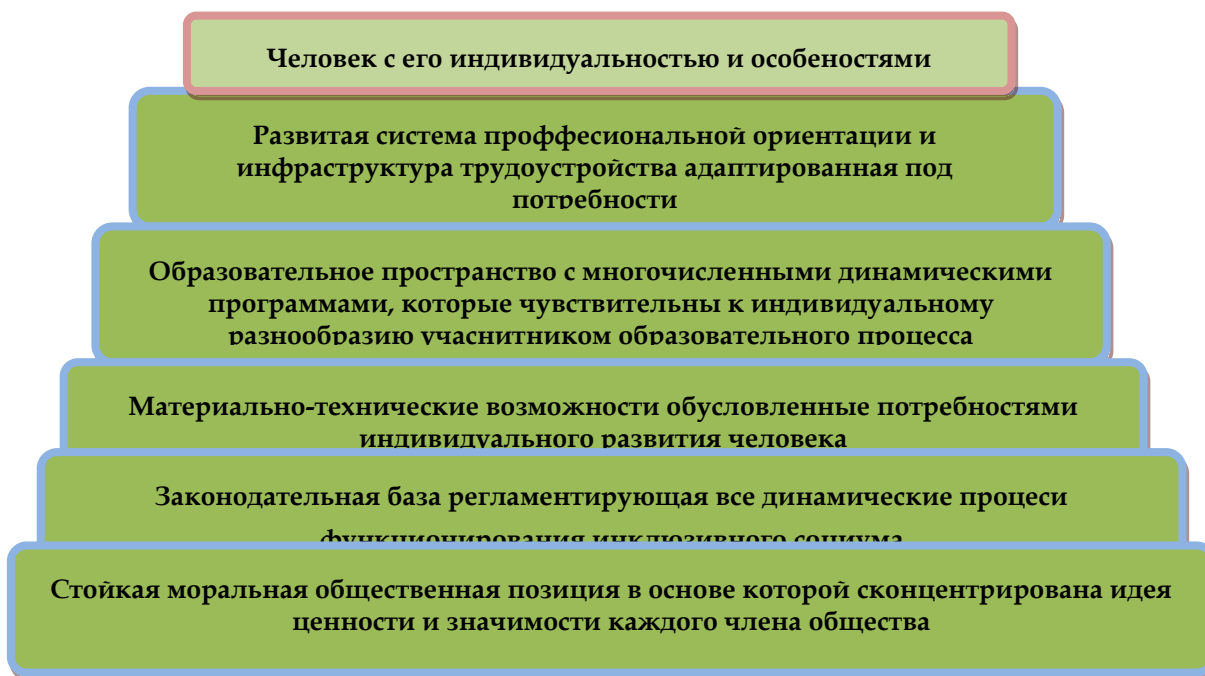 Человек с его индивидуальностью и особеностями
Развитая система проффесиональной ориентации и
инфраструктура трудоустройства адаптированная под
потребности
Образовательное пространство с многочисленными динамическими
программами, которые чувствительны к индивидуальному
разнообразию учаснитником образовательного процесса
Материально-технические возможности обусловленные потребностями
индивидуального развития человека
Законодательная база регламентирующая все динамические процеси
функционирования инклюзивного социума
Стойкая моральная общественная позиция в основе которой сконцентрирована идея
ценности и значимости каждого члена общества